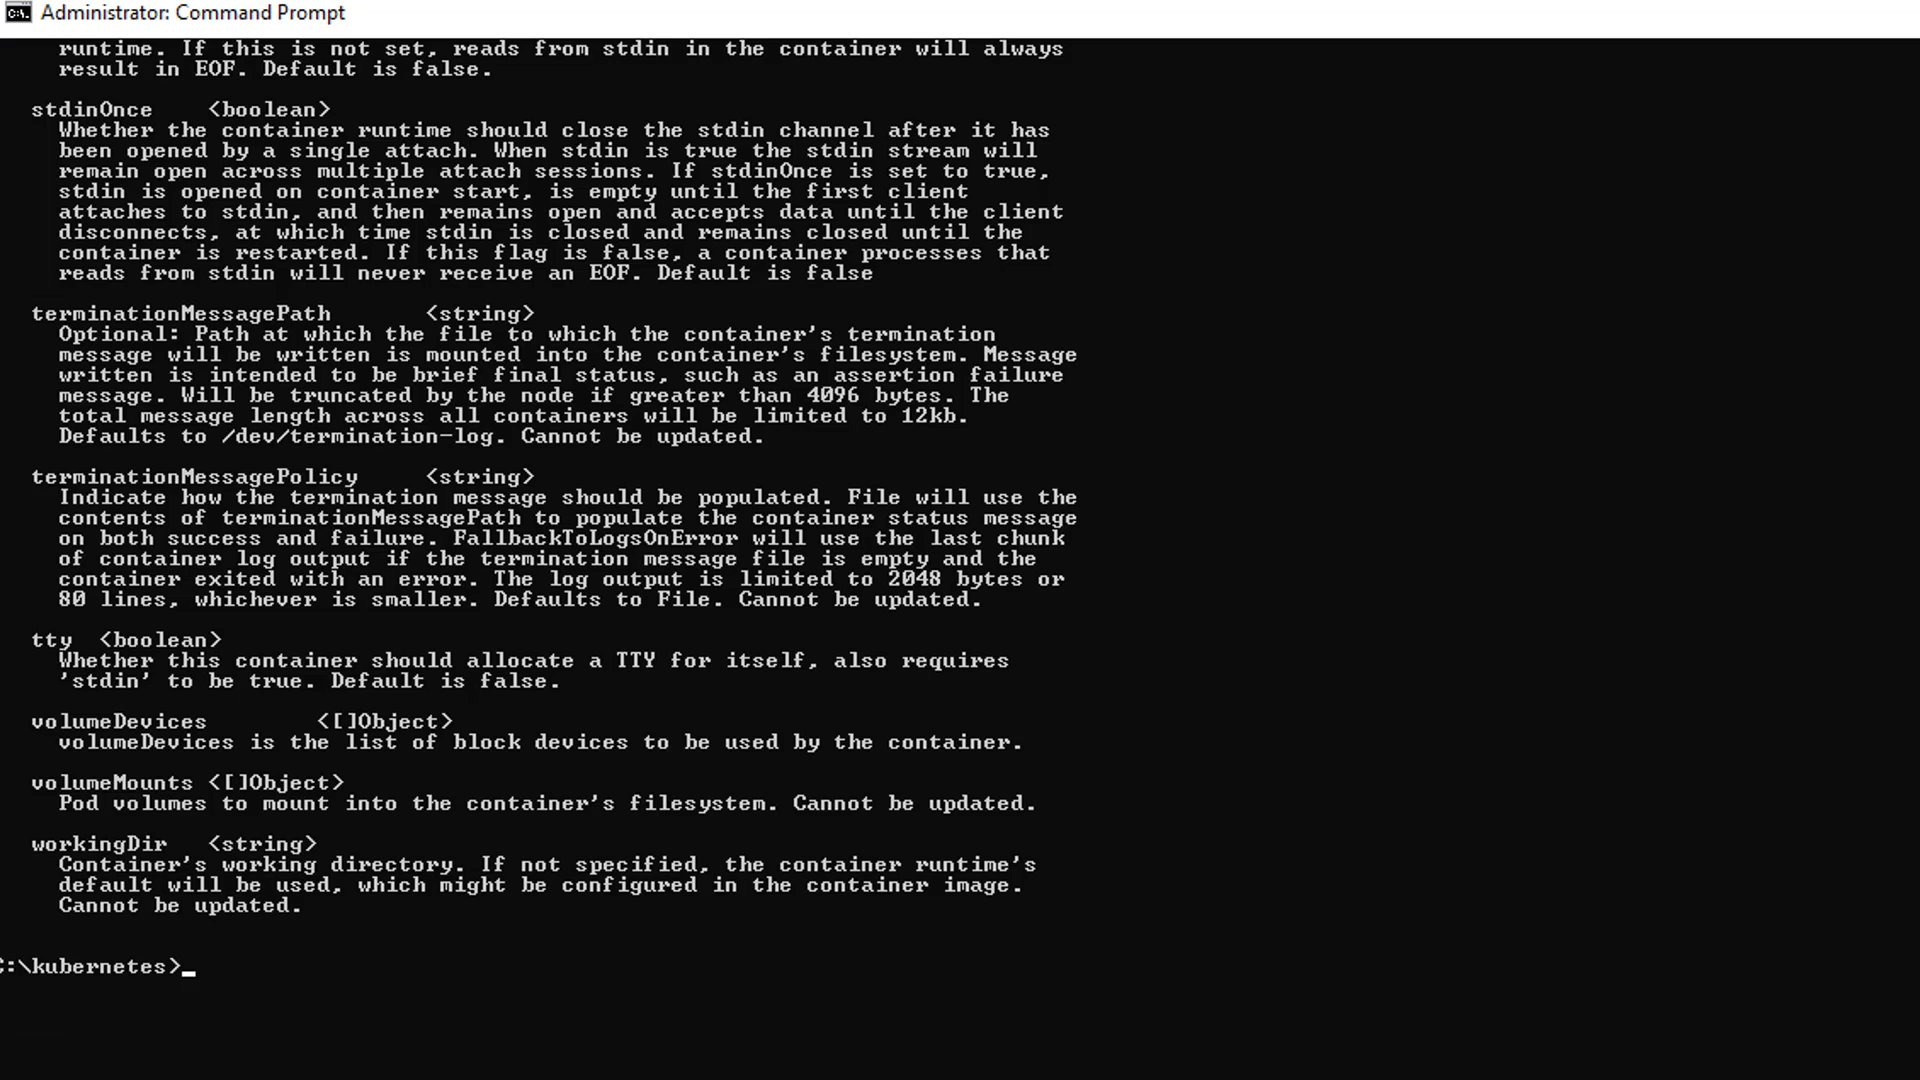 Administrator: Command Prompt
runtime. If this is not set, reads from stdin in the container will always
result in EOF. Default is false.
stdinOnce <boolean>
Whether the container runtime should close the stdin channel after it has
been opened by a single attach. When stdin is true the stdin stream will
remain open across multiple attach sessions. If stdinOnce is set to true,
stdin is opened on container start, is empty until the first client
attaches to stdin, and then remains open and accepts data until the client
disconnects, at which time stdin is closed and remains closed until the
container is restarted. If this flag is false, a container processes that
reads from stdin will never receive an EOF. Default is false
terminationMessagePath <string>
Optional: Path at which the file to which the container's termination
message will be written is mounted into the container's filesystem. Message
written is intended to be brief final status, such as an assertion failure
message. Will be truncated by the node if greater than 4096 bytes. The
total message length across all containers will be limited to 12kb.
Defaults to /dev/termination-log. Cannot be updated.
terminationMessagePolicy <string>
Indicate how the termination message should be populated. File will use the
contents of terminationMessagePath to populate the container status message
on both success and failure. FallbackToLogsOnError will use the last chunk
of container log output if the termination message file is empty and the
container exited with an error. The log output is limited to 2048 bytes or
80 lines, whichever is smaller. Defaults to File. Cannot be updated.
tty <boolean>
Whether this container should allocate a TTY for itself, also requires
'stdin' to be true. Default is false.
volumeDevices <[]Object>
volumeDevices is the list of block devices to be used by the container.
volumeMounts <[]Object>
Pod volumes to mount into the container's filesystem. Cannot be updated.
workingDir <string>
Container's working directory. If not specified, the container runtime's
default will be used, which might be configured in the container image.
Cannot be updated.
C:\kubernetes>_